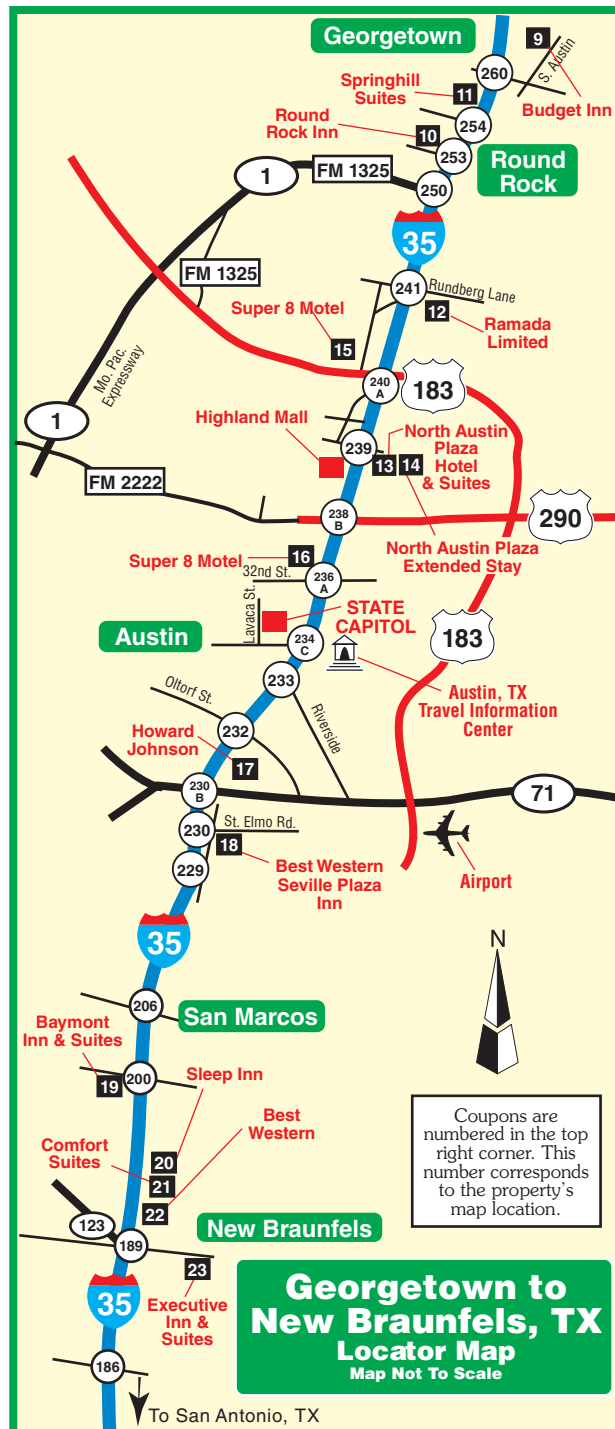 Georgetown
9
S. Austin
260
Springhill
Suites
11
Budget Inn
254
Round
Rock Inn
10
253
Round
Rock
FM 1325
1
250
35
FM 1325
241
Rundberg Lane
Super 8 Motel
12
Ramada
Limited
15
Mo. Pac.
Expressway
240
A
183
1
Highland Mall
239
North Austin
Plaza
Hotel
& Suites
13
14
FM 2222
238
B
290
North Austin Plaza
Extended Stay
Super 8 Motel
16
32nd St.
236
A
Lavaca St.
STATE
CAPITOL
Austin
234
C
183
233
Austin, TX
Travel Information
Center
Oltorf St.
Riverside
232
Howard
Johnson
17
230
B
71
230
St. Elmo Rd.
18
229
Best Western
Seville Plaza
Inn
Airport
35
N
206
San Marcos
Baymont
Inn & Suites
19
200
Sleep Inn
Best
Western
Comfort
Suites
20
21
22
Coupons are
numbered in the top
right corner. This
number corresponds
to the property's
map location.
123
New Braunfels
189
23
35
Executive
Inn &
Suites
Georgetown to
New Braunfels, TX
Locator Map
Map Not To Scale
186
To San Antonio, TX